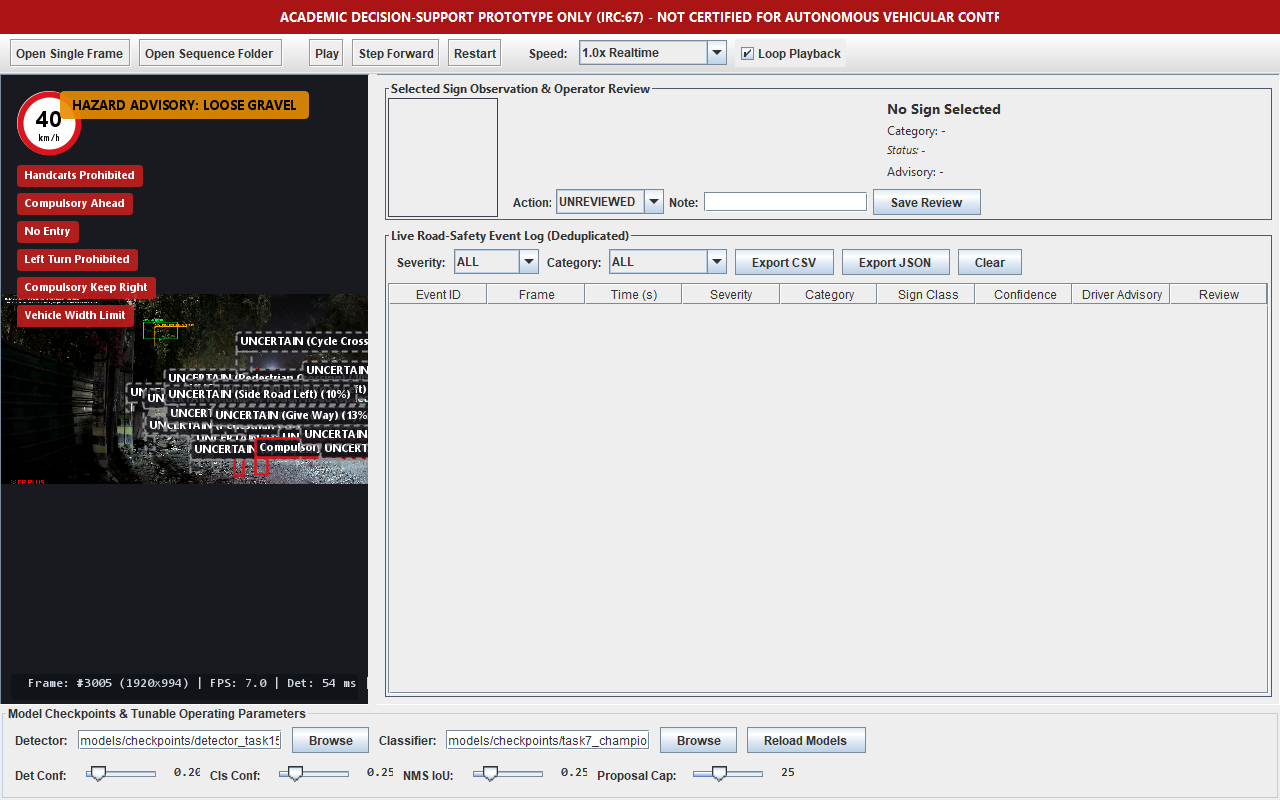 ACADEMIC DECISION-SUPPORT PROTOTYPE ONLY (IRC:67) - NOT CERTIFIED FOR AUTONOMOUS VEHICULAR CONTR
Open Single Frame Open Sequence Folder Play Step Forward Restart Speed: 1.0x Realtime Loop Playback
40
km/h
HAZARD ADVISORY: LOOSE GRAVEL
Handcarts Prohibited
Compulsory Ahead
No Entry
Left Turn Prohibited
Compulsory Keep Right
Vehicle Width Limit
UNCERTAIN (Cycle Cross
UNCERTAIN
UNCERTAIN (Side Road Left) (10%)
UNCERT
UNCERTAIN (Give Way) (13%
UNCERTAIN
UNCERTAIN
Compulsor
UNCERT
Frame: #3005 (1920x994) | FPS: 7.0 | Det: 54 ms |
Selected Sign Observation & Operator Review
No Sign Selected
Category: -
Status: -
Advisory: -
Action: UNREVIEWED Note: Save Review
Live Road-Safety Event Log (Deduplicated)
Severity: ALL Category: ALL Export CSV Export JSON Clear
Event ID Frame Time (s) Severity Category Sign Class Confidence Driver Advisory Review
Model Checkpoints & Tunable Operating Parameters
Detector: models/checkpoints/detector_task15 Browse Classifier: models/checkpoints/task7_champio Browse Reload Models
Det Conf: 0.20 Cls Conf: 0.25 NMS IoU: 0.25 Proposal Cap: 25